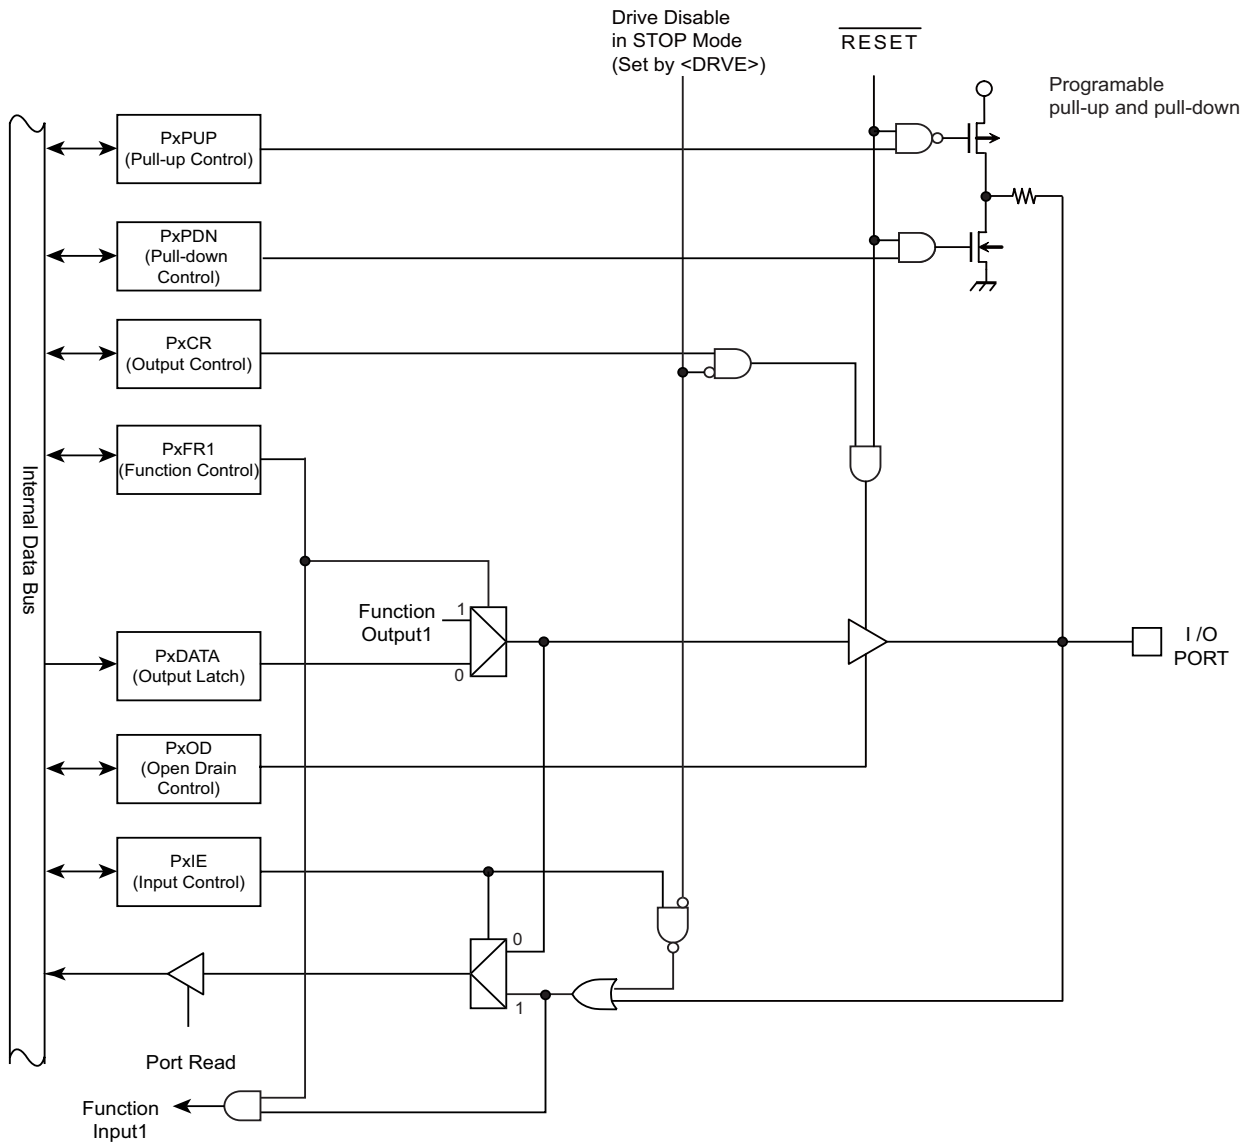 Drive Disable
in STOP Mode
(Set by <DRVE>)
RESET
Programable
pull-up and pull-down
PxPUP
(Pull-up Control)
PxPDN
(Pull-down
Control)
PxCR
(Output Control)
PxFR1
(Function Control)
Internal Data Bus
Function
Output1
1
0
PxDATA
(Output Latch)
I /O
PORT
PxOD
(Open Drain
Control)
PxIE
(Input Control)
0
1
Port Read
Function
Input1